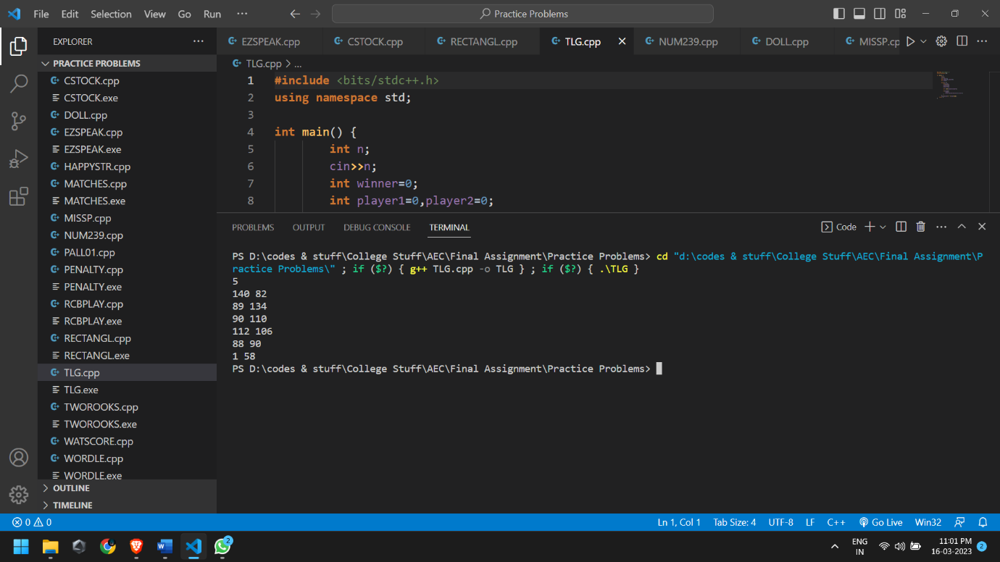 File Edit Selection View Go Run ···
Practice Problems
EXPLORER ···
PRACTICE PROBLEMS
CSTOCK.cpp
CSTOCK.exe
DOLL.cpp
EZSPEAK.cpp
EZSPEAK.exe
HAPPYSTR.cpp
MATCHES.cpp
MATCHES.exe
MISSP.cpp
NUM239.cpp
PALL01.cpp
PENALTY.cpp
PENALTY.exe
RCBPLAY.cpp
RCBPLAY.exe
RECTANGL.cpp
RECTANGL.exe
TLG.cpp
TLG.exe
TWOROOKS.cpp
TWOROOKS.exe
WATSCORE.cpp
WORDLE.cpp
WORDLE.exe
OUTLINE
TIMELINE
EZSPEAK.cpp CSTOCK.cpp RECTANGL.cpp TLG.cpp NUM239.cpp DOLL.cpp MISSP.cp
TLG.cpp > ...
1 #include <bits/stdc++.h>
2 using namespace std;
3
4 int main() {
5 int n;
6 cin>>n;
7 int winner=0;
8 int player1=0,player2=0;
PROBLEMS OUTPUT DEBUG CONSOLE TERMINAL
Code
PS D:\codes & stuff\College Stuff\AEC\Final Assignment\Practice Problems> cd "d:\codes & stuff\College Stuff\AEC\Final Assignment\P
ractice Problems\" ; if ($?) { g++ TLG.cpp -o TLG } ; if ($?) { .\TLG }
5
140 82
89 134
90 110
112 106
88 90
1 58
PS D:\codes & stuff\College Stuff\AEC\Final Assignment\Practice Problems>
0 0
Ln 1, Col 1 Tab Size: 4 UTF-8 LF C++ Go Live Win32
W
2
ENG
IN
11:01 PM
16-03-2023
2